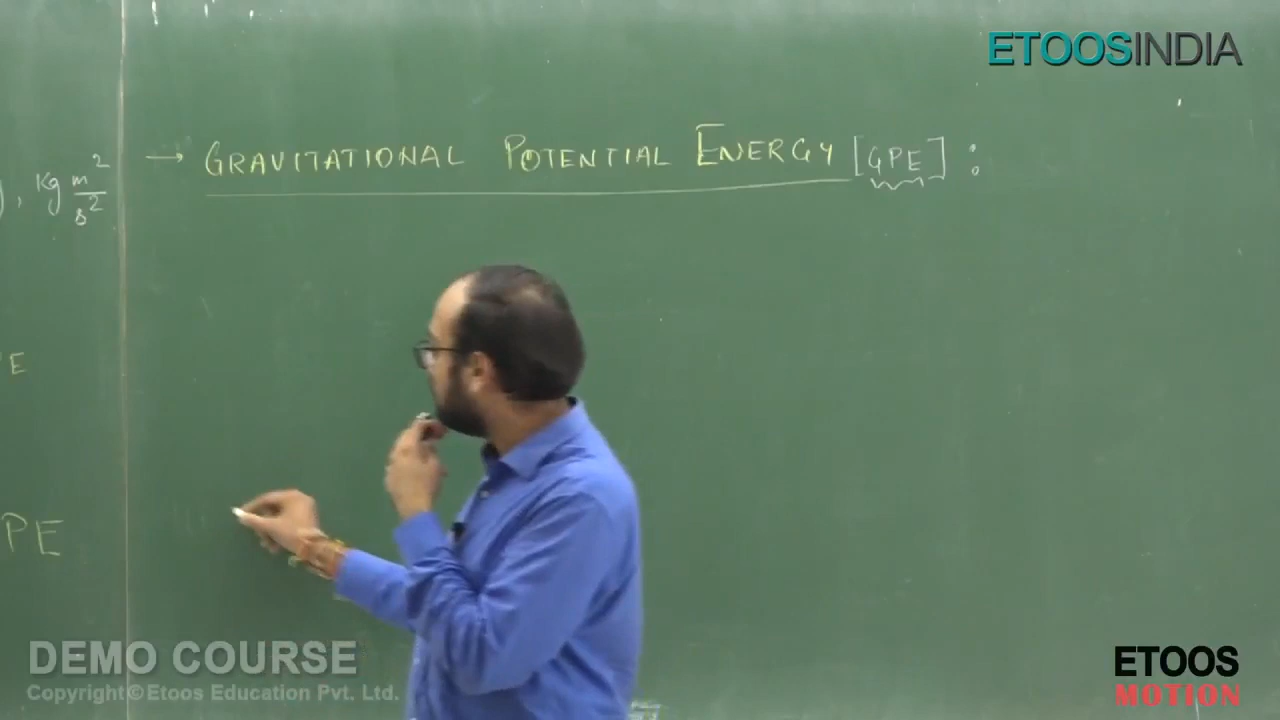 ETOOSINDIA
→ GRAVITATIONAL POTENTIAL ENERGY [GPE] :
), Kg m²/s²
E
PE
DEMO COURSE
Copyright©Etoos Education Pvt. Ltd.
ETOOS
MOTION